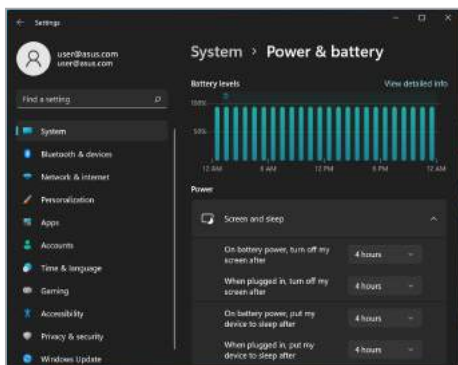 Settings
user@asus.com
user@asus.com
Find a setting
System
Bluetooth & devices
Network & internet
Personalization
Apps
Accounts
Time & language
Gaming
Accessibility
Privacy & security
Windows Update
System > Power & battery
Battery levels
View detailed info
100%
50%
12 AM
6 AM
12 PM
6 PM
12 AM
Power
Screen and sleep
On battery power, turn off my
screen after
4 hours
When plugged in, turn off my
screen after
4 hours
On battery power, put my
device to sleep after
4 hours
When plugged in, put my
device to sleep after
4 hours